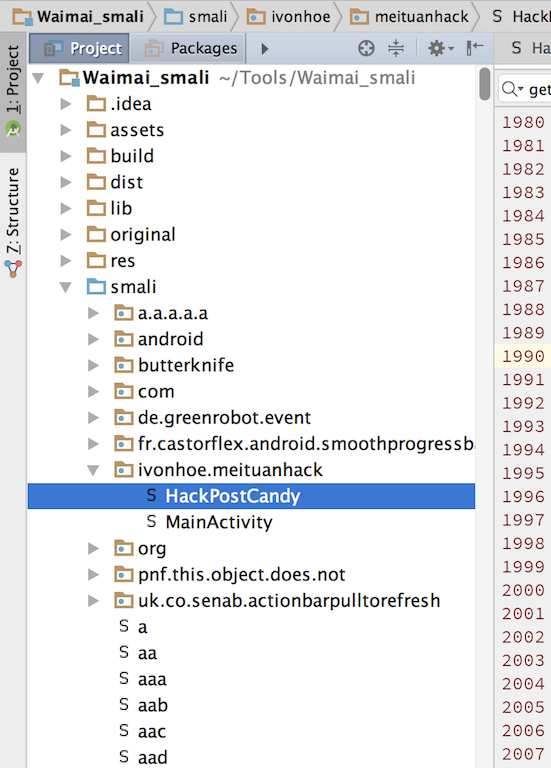 Waimai_smali smali ivonhoe meituanhack S Hack
1: Project
Z: Structure
Project Packages
S Ha
get
Waimai_smali ~/Tools/Waimai_smali
.idea
assets
build
dist
lib
original
res
smali
a.a.a.a.a
android
butterknife
com
de.greenrobot.event
fr.castorflex.android.smoothprogressba
ivonhoe.meituanhack
S HackPostCandy
S MainActivity
org
pnf.this.object.does.not
uk.co.senab.actionbarpulltorefresh
S a
S aa
S aaa
S aab
S aac
S aad
1980
1981
1982
1983
1984
1985
1986
1987
1988
1989
1990
1991
1992
1993
1994
1995
1996
1997
1998
1999
2000
2001
2002
2003
2004
2005
2006
2007